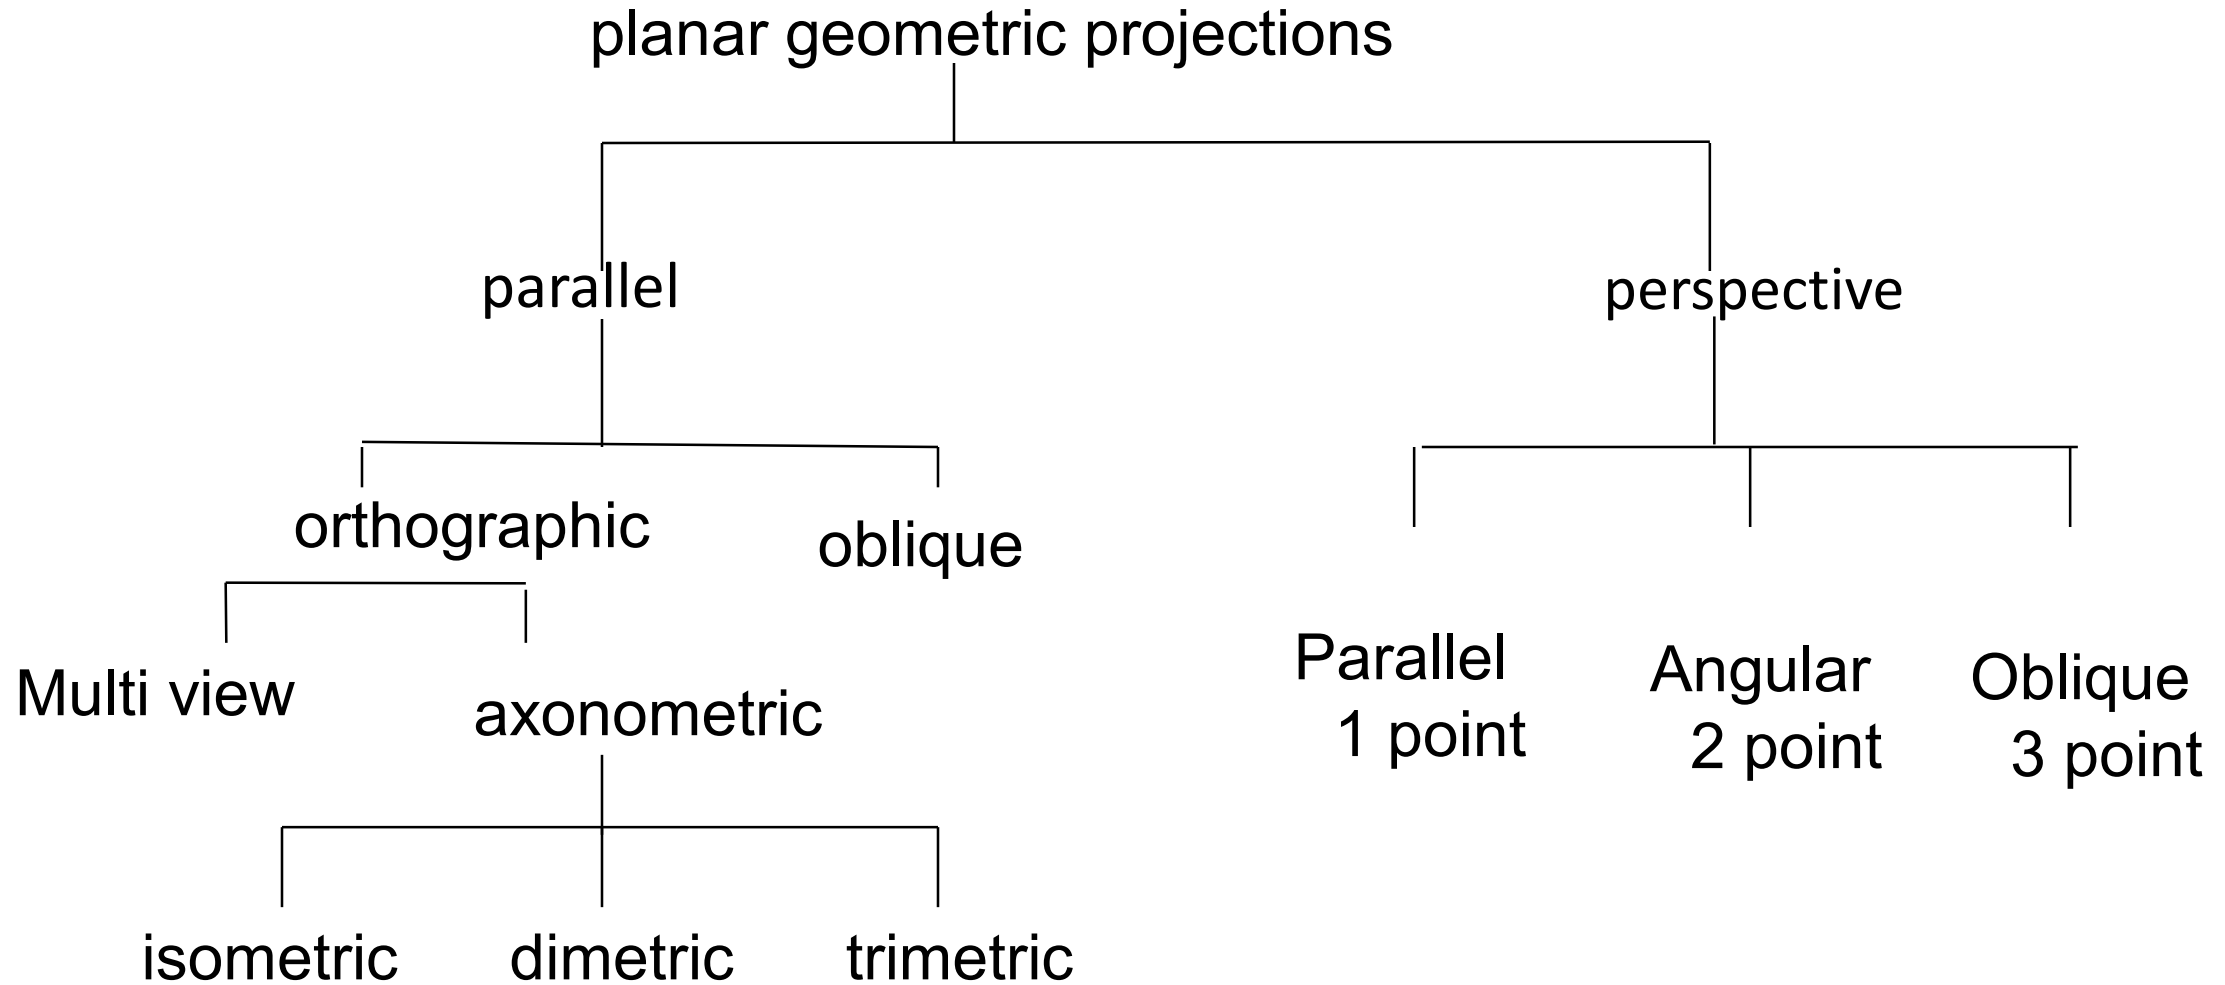 planar geometric projections
parallel
perspective
orthographic
oblique
Multi view
axonometric
Parallel
1 point
Angular
2 point
Oblique
3 point
isometric
dimetric
trimetric